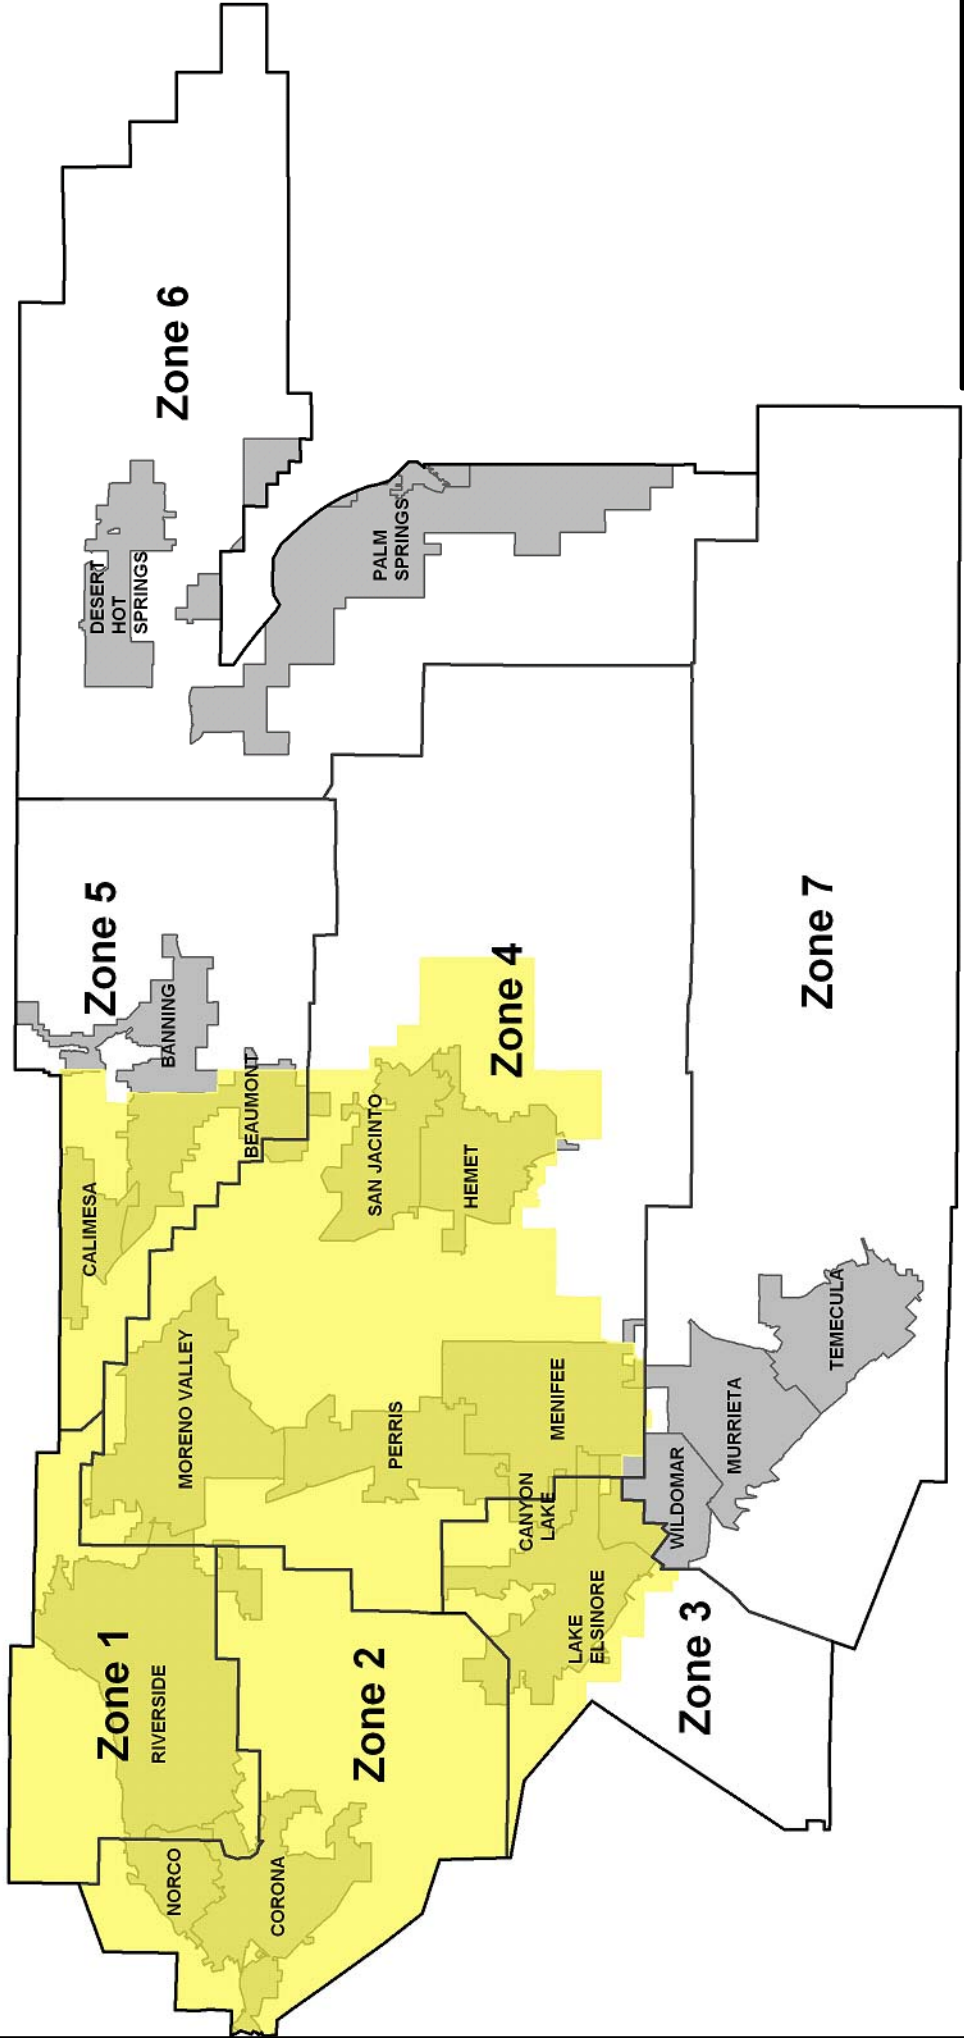 Zone 6
DESERT
HOT
SPRINGS
PALM
SPRINGS
Zone 5
BANNING
BEAUMONT
CALIMESA
Zone 4
SAN JACINTO
HEMET
Zone 7
MORENO VALLEY
PERRIS
MENIFEE
CANYON
LAKE
TEMECULA
MURRIETA
WILDOMAR
LAKE
ELSINORE
Zone 3
Zone 1
RIVERSIDE
Zone 2
NORCO
CORONA